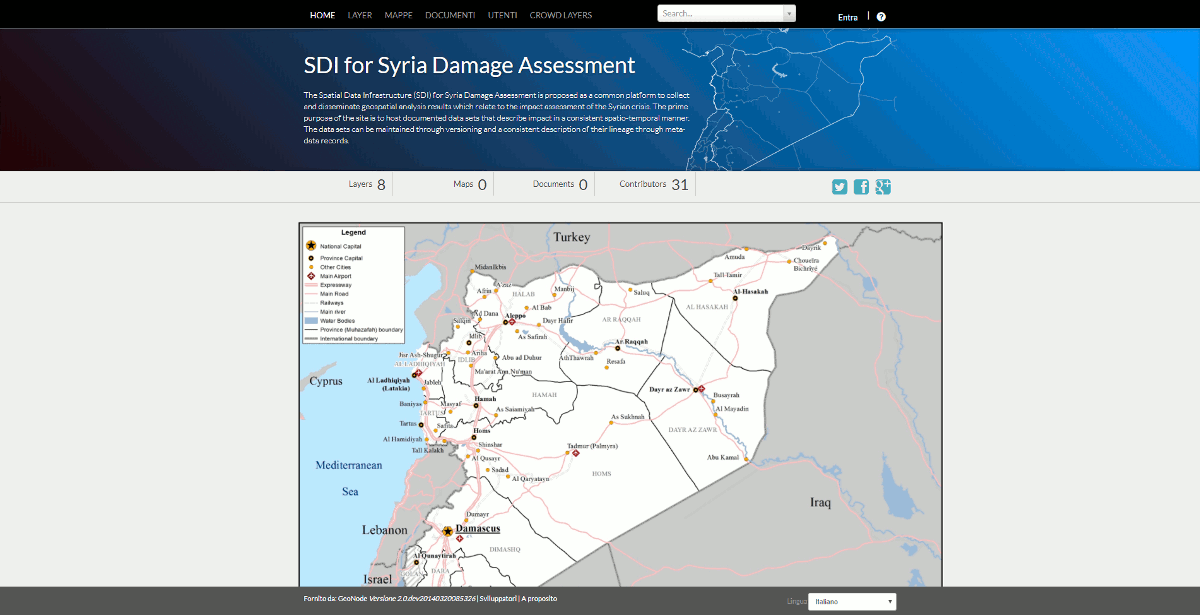 HOME LAYER MAPPE DOCUMENTI UTENTI CROWD LAYERS Search... Entra | ?
SDI for Syria Damage Assessment
The Spatial Data Infrastructure (SDI) for Syria Damage Assessment is proposed as a common platform to collect
and disseminate geospatial analysis results which relate to the impact assessment of the Syrian crisis. The prime
purpose of the site is to host documented data sets that describe impact in a consistent spatio-temporal manner.
The data sets can be maintained through versioning and a consistent description of their lineage through meta-
data records.
Layers 8 Maps 0 Documents 0 Contributors 31
Legend
National Capital
Province Capital
Other Cities
Main Airport
Expressway
Main Road
Railways
Main river
Water Bodies
Province (Muhazafah) boundary
International boundary
Turkey
Dayrik
Amuda
Choueira
Bichriyé
Midanikbis
Tall-Tamir
Afrin
A'zaz
HALAB
Manbij
Saluq
Al-Hasakah
AL HASAKAH
Al Bab
Ad Dana
Aleppo
Dayr Hafir
AR RAQQAH
Salqin
Idlib
As Safirah
Ar Raqqah
Jisr Ash-Shugur
Ariha
IDLIB
Abu ad Duhur
AthThawrah
Resafa
AL LADHIQIYAH
Ma'arat Ann Nu'man
Cyprus
Al Ladhiqiyah
(Latakia)
Jableh
Dayr az Zawr
Busayrah
HAMAH
Baniyas
Masyaf
Hamah
As Salamiyah
Al Mayadin
TARTUS
As Sukhnah
Tartus
Safita
Homs
DAYR AZ ZAWR
Al Hamidiyah
Tall Kalakh
Shinshar
Tadmur (Palmyra)
Al Qusayr
Abu Kamal
Mediterranean
Sea
Sadad
Al Qaryatayn
HOMS
Iraq
Dumayr
Lebanon
Damascus
DIMASHQ
Al Qunaytirah
GOLAN
DARA
Israel
Fornito da: GeoNode Versione 2.0.dev20140320085326 | Sviluppatori | A proposito
Lingua Italiano